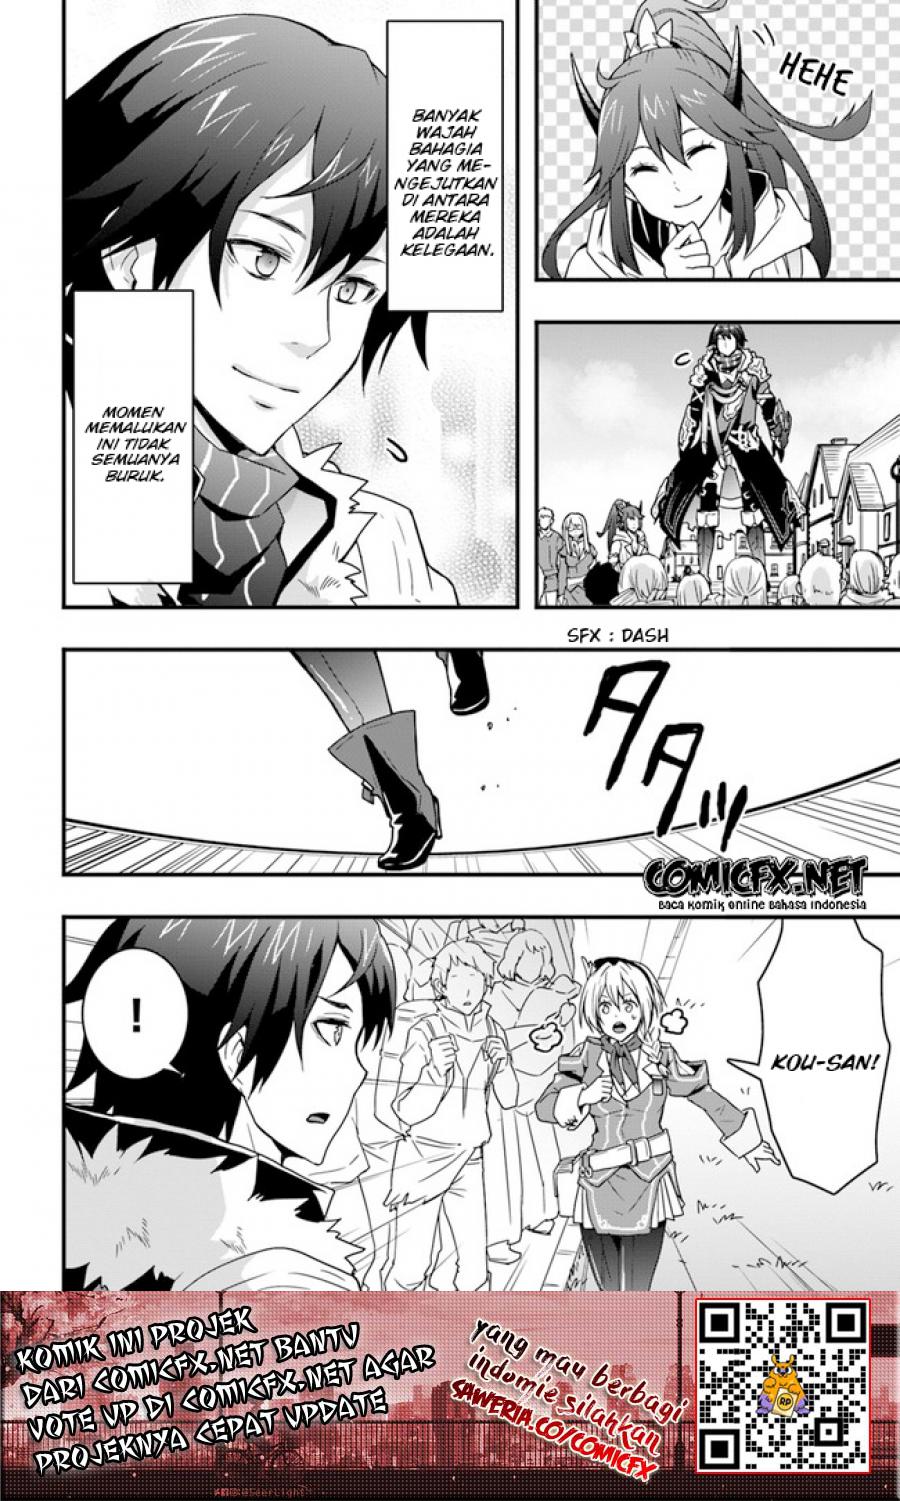 HEHE
BANYAK
WAJAH
BAHAGIA
YANG ME-
NGEJUTKAN
DI ANTARA
MEREKA
ADALAH
KELEGAAN.
MOMEN
MEMALUKAN
INI TIDAK
SEMUANYA
BURUK.
SFX : DASH
COMICFX.NET
BACA KOMIK ONLINE BAHASA INDONESIA
KOU-SAN!
!
KOMIK INI PROJEK
DARI COMICFX.NET BANTU
VOTE UP DI COMICFX.NET AGAR
PROJEKNYA CEPAT UPDATE
yang mau berbagi
indomie silahkan
SAWERIA.CO/COMICFX
RP